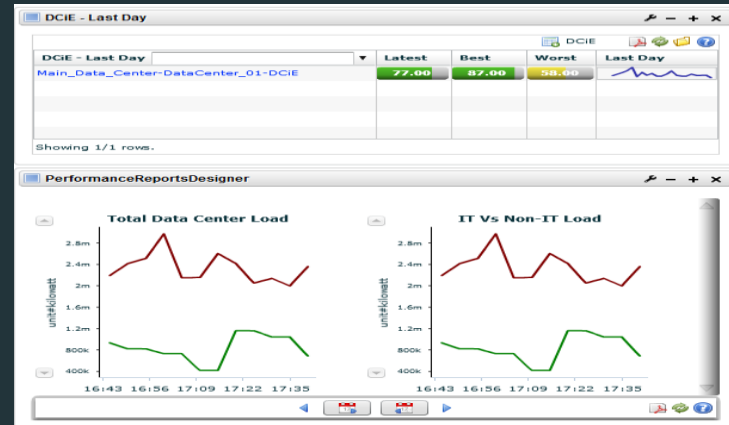 DCiE - Last Day
DCiE
DCiE - Last Day Latest Best Worst Last Day
Main_Data_Center-DataCenter_01-DCiE 77.00 87.00 58.00
Showing 1/1 rows.
PerformanceReportsDesigner
Total Data Center Load
2.8m
2.4m
2m
1.6m
1.2m
800k
400k
unit#kilowatt
16:43 16:56 17:09 17:22 17:35
IT Vs Non-IT Load
2.8m
2.4m
2m
1.6m
1.2m
800k
400k
unit#kilowatt
16:43 16:56 17:09 17:22 17:35